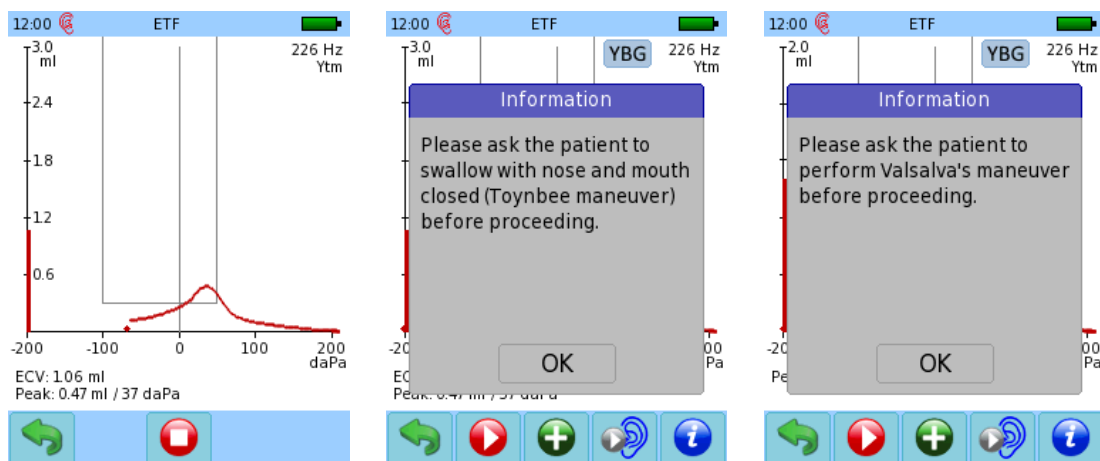 12:00 ETF
3.0
ml
226 Hz
Ytm
2.4
1.8
1.2
0.6
-200 -100 0 100 200
daPa
ECV: 1.06 ml
Peak: 0.47 ml / 37 daPa
12:00 ETF
3.0
ml
YBG
226 Hz
Ytm
Information
Please ask the patient to
swallow with nose and mouth
closed (Toynbee maneuver)
before proceeding.
OK
12:00 ETF
2.0
ml
YBG
226 Hz
Ytm
Information
Please ask the patient to
perform Valsalva's maneuver
before proceeding.
OK